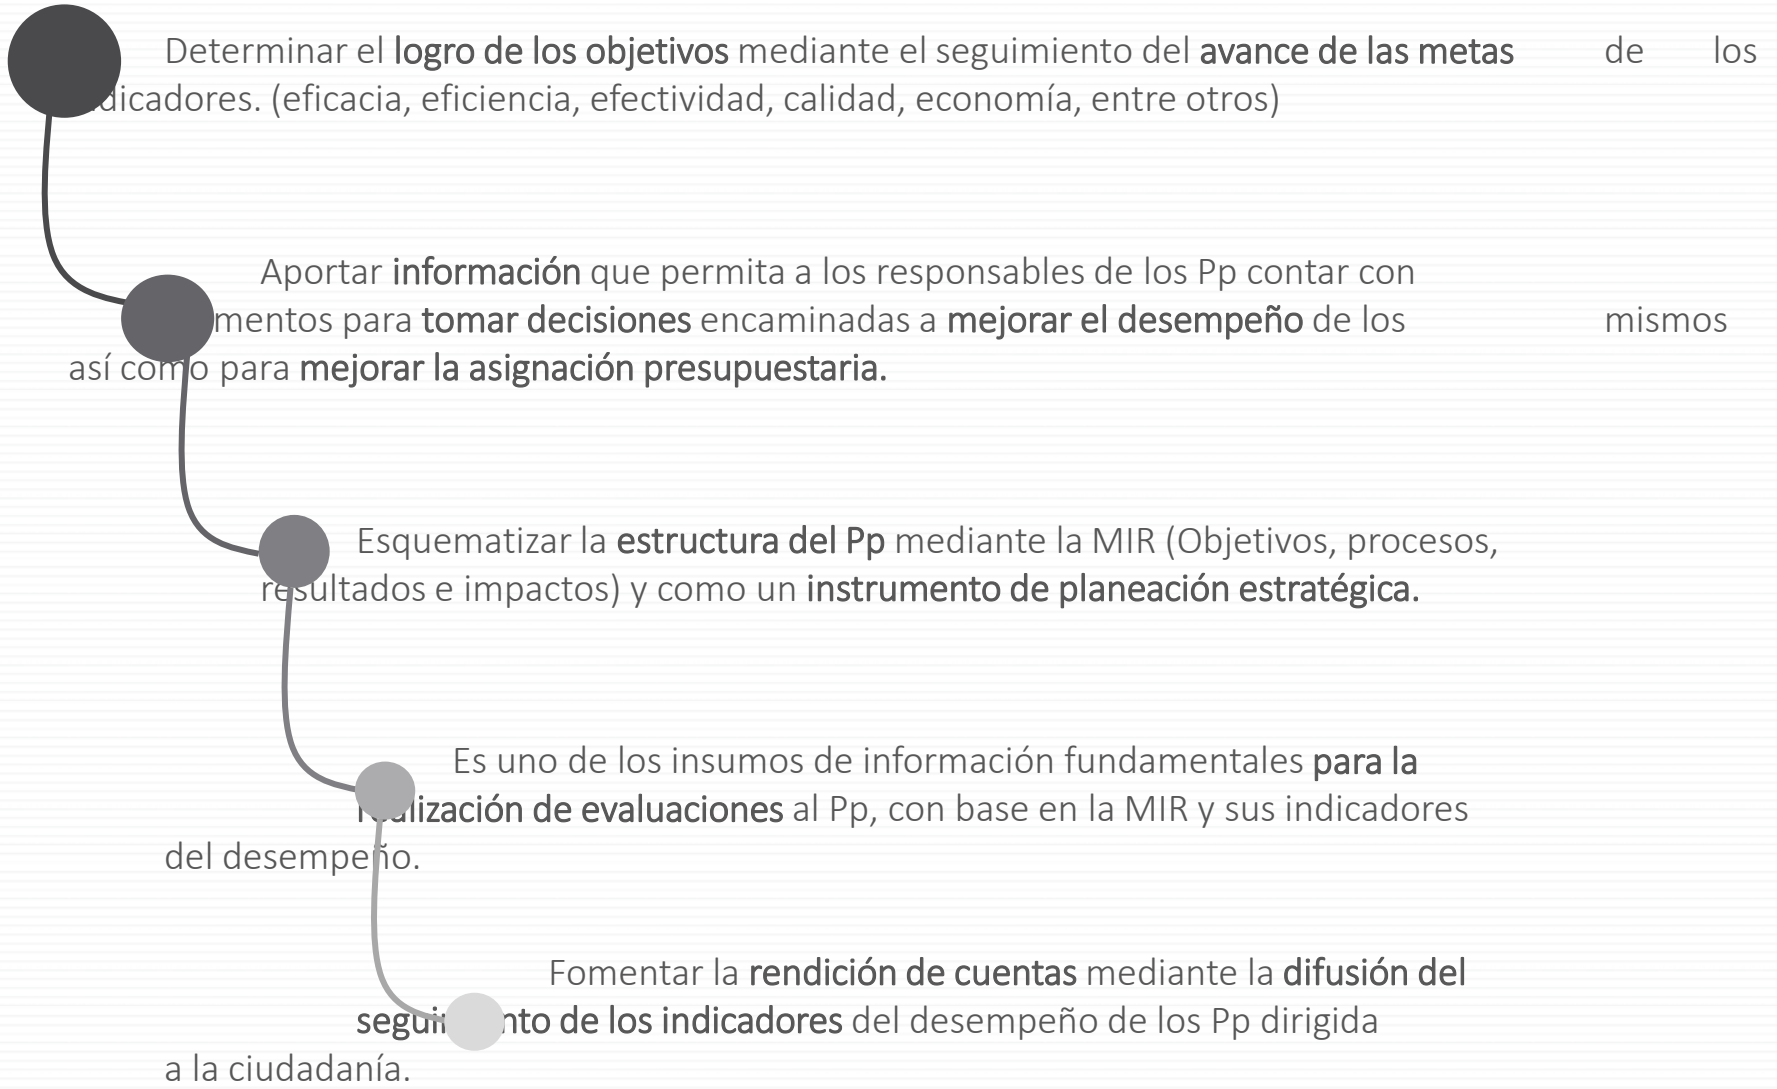 Determinar el logro de los objetivos mediante el seguimiento del avance de las metas de los
dicadores. (eficacia, eficiencia, efectividad, calidad, economía, entre otros)
Aportar información que permita a los responsables de los Pp contar con
mentos para tomar decisiones encaminadas a mejorar el desempeño de los mismos
así como para mejorar la asignación presupuestaria.
Esquematizar la estructura del Pp mediante la MIR (Objetivos, procesos,
resultados e impactos) y como un instrumento de planeación estratégica.
Es uno de los insumos de información fundamentales para la
realización de evaluaciones al Pp, con base en la MIR y sus indicadores
del desempeño.
Fomentar la rendición de cuentas mediante la difusión del
seguimiento de los indicadores del desempeño de los Pp dirigida
a la ciudadanía.